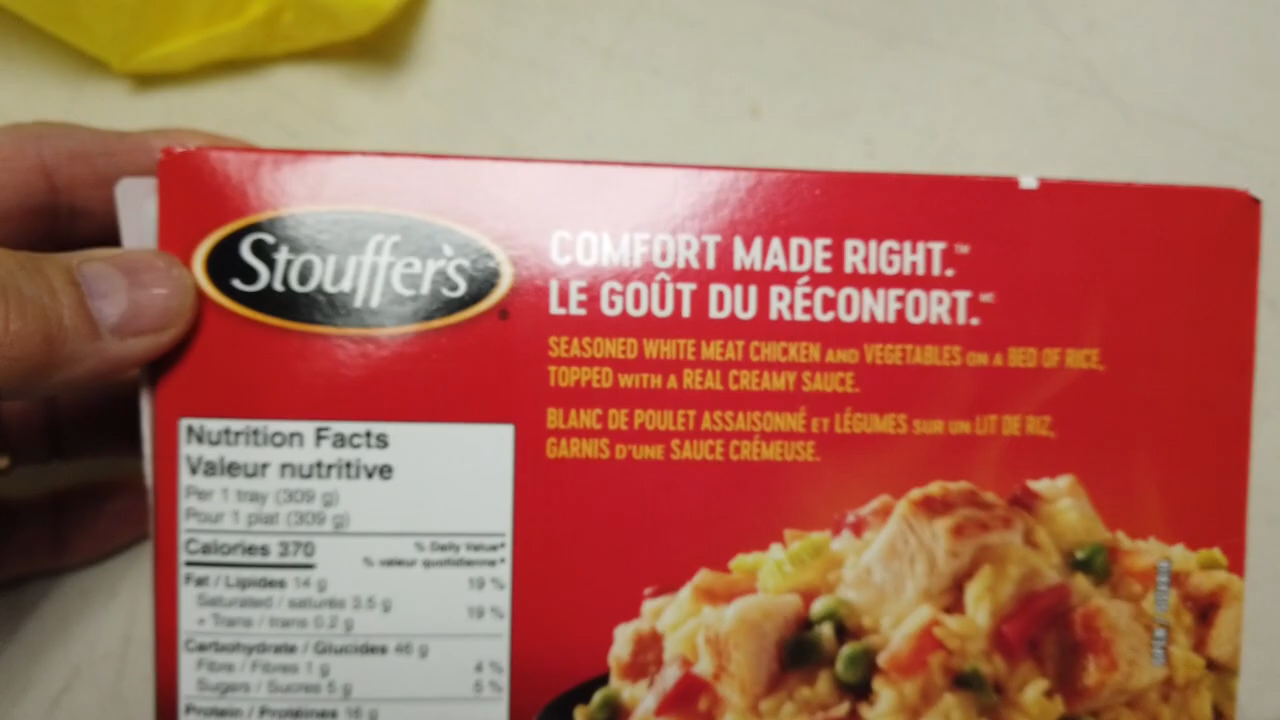 Stouffer's
COMFORT MADE RIGHT.™
LE GOÛT DU RÉCONFORT.MC
SEASONED WHITE MEAT CHICKEN AND VEGETABLES ON A BED OF RICE,
TOPPED WITH A REAL CREAMY SAUCE.
BLANC DE POULET ASSAISONNÉ ET LÉGUMES SUR UN LIT DE RIZ,
GARNIS D'UNE SAUCE CRÉMEUSE.
Nutrition Facts
Valeur nutritive
Per 1 tray (309 g)
Pour 1 plat (309 g)
Calories 370
% Daily Value*
% valeur quotidienne*
Fat / Lipides 14 g 19 %
Saturated / saturés 3.5 g
+ Trans / trans 0.2 g 19 %
Carbohydrate / Glucides 46 g
Fibre / Fibres 1 g 4 %
Sugars / Sucres 5 g 5 %
Protein / Protéines 16 g